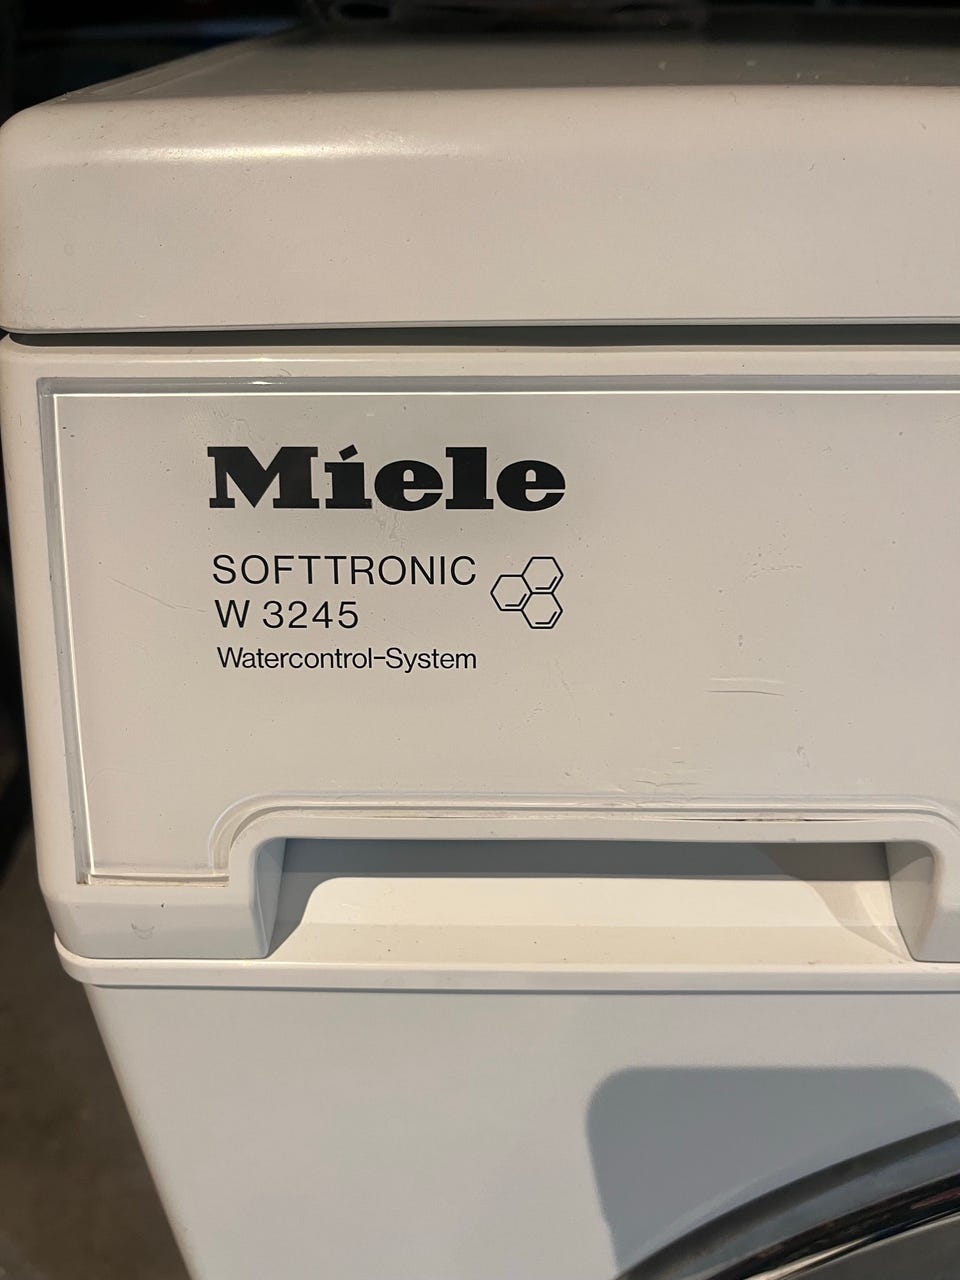 Miele
SOFTTRONIC
W 3245
Watercontrol-System